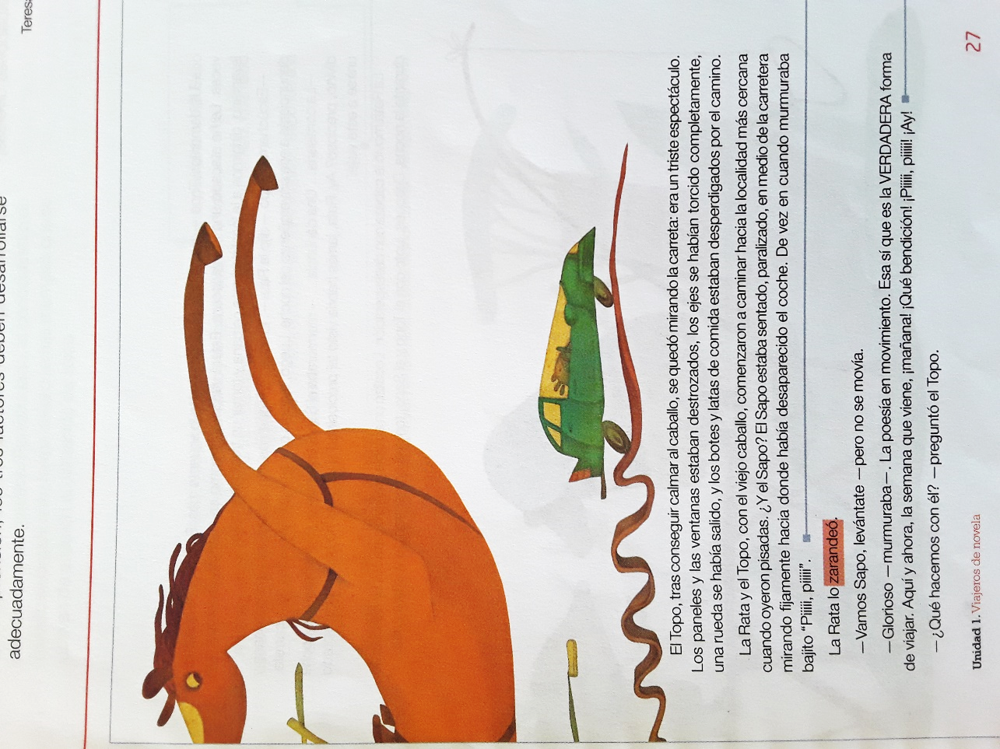 adecuadamente.
Teresa
El Topo, tras conseguir calmar al caballo, se quedó mirando la carreta: era un triste espectáculo.
Los paneles y las ventanas estaban destrozados, los ejes se habían torcido completamente,
una rueda se había salido, y los botes y latas de comida estaban desperdigados por el camino.
La Rata y el Topo, con el viejo caballo, comenzaron a caminar hacia la localidad más cercana
cuando oyeron pisadas. ¿Y el Sapo? El Sapo estaba sentado, paralizado, en medio de la carretera
mirando fijamente hacia donde había desaparecido el coche. De vez en cuando murmuraba
bajito “Piiiii, piiiii”.
La Rata lo zarandeó.
—Vamos Sapo, levántate —pero no se movía.
—Glorioso —murmuraba—. La poesía en movimiento. Esa sí que es la VERDADERA forma
de viajar. Aquí y ahora, la semana que viene, ¡mañana! ¡Qué bendición! ¡Piiiii, piiiii! ¡Ay!
—¿Qué hacemos con él? —preguntó el Topo.
Unidad 1. Viajeros de novela
27